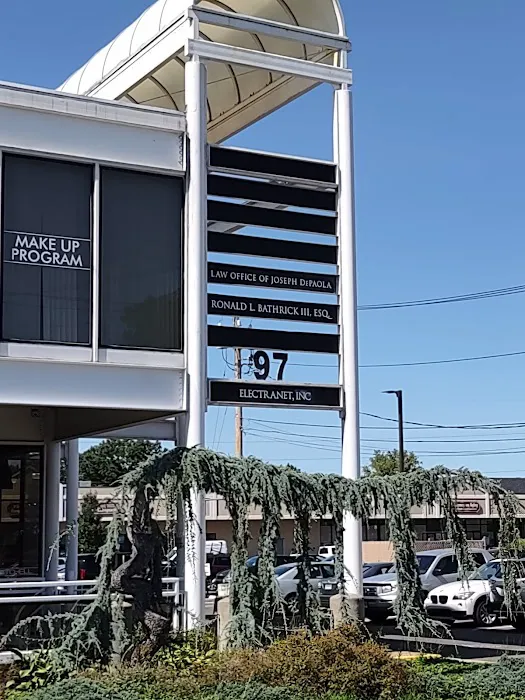 MAKE UP
PROGRAM
LAW OFFICE OF JOSEPH DEPAOLA
RONALD L. BATHRICK III, ESQ.
97
ELECTRANET, INC